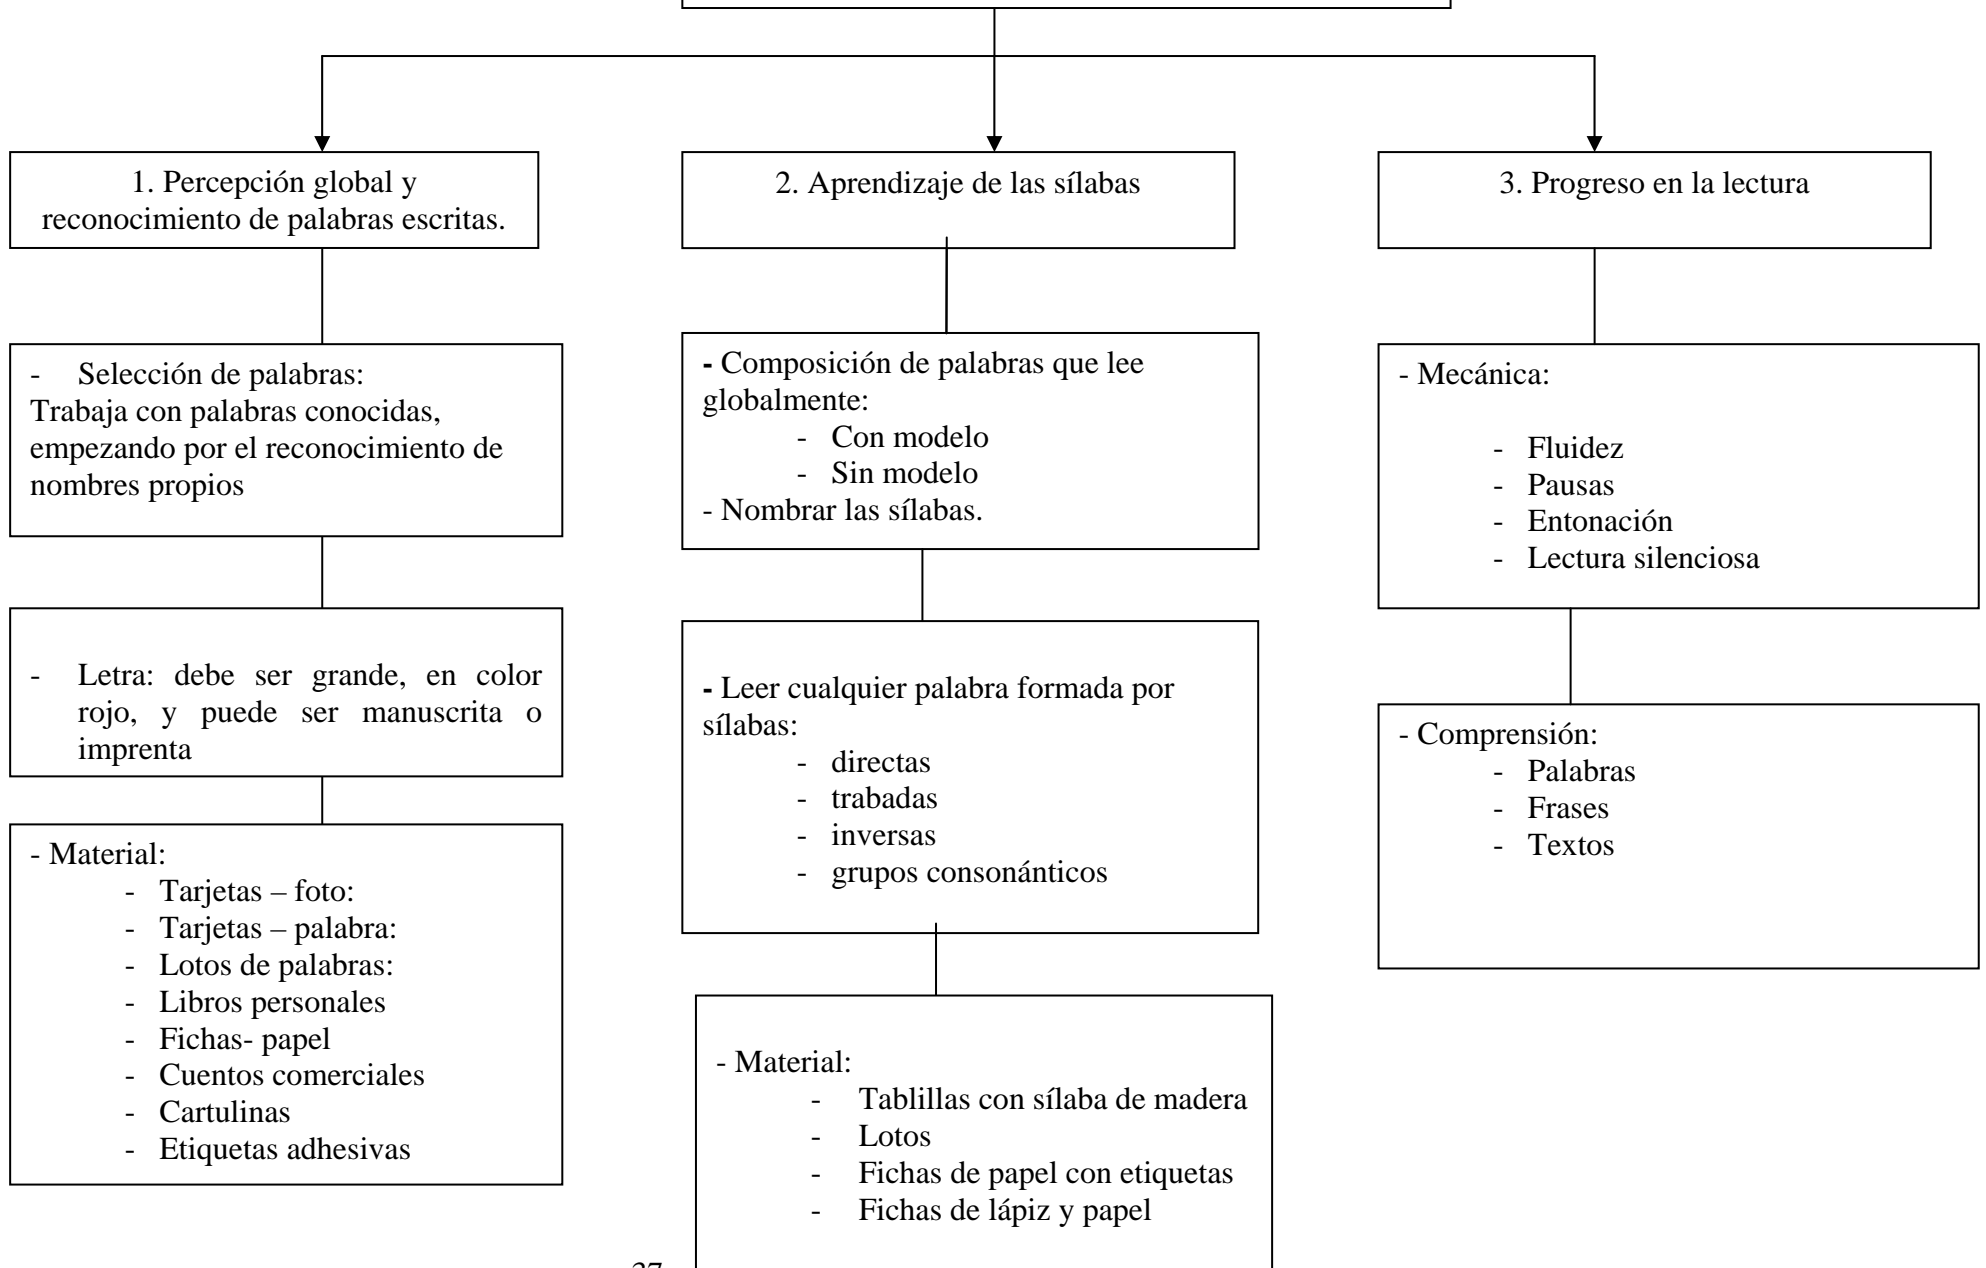 1. Percepción global y
reconocimiento de palabras escritas.
- Selección de palabras:
Trabaja con palabras conocidas,
empezando por el reconocimiento de
nombres propios
- Letra: debe ser grande, en color
rojo, y puede ser manuscrita o
imprenta
- Material:
- Tarjetas – foto:
- Tarjetas – palabra:
- Lotos de palabras:
- Libros personales
- Fichas- papel
- Cuentos comerciales
- Cartulinas
- Etiquetas adhesivas
2. Aprendizaje de las sílabas
- Composición de palabras que lee
globalmente:
- Con modelo
- Sin modelo
- Nombrar las sílabas.
- Leer cualquier palabra formada por
sílabas:
- directas
- trabadas
- inversas
- grupos consonánticos
- Material:
- Tablillas con sílaba de madera
- Lotos
- Fichas de papel con etiquetas
- Fichas de lápiz y papel
3. Progreso en la lectura
- Mecánica:
- Fluidez
- Pausas
- Entonación
- Lectura silenciosa
- Comprensión:
- Palabras
- Frases
- Textos